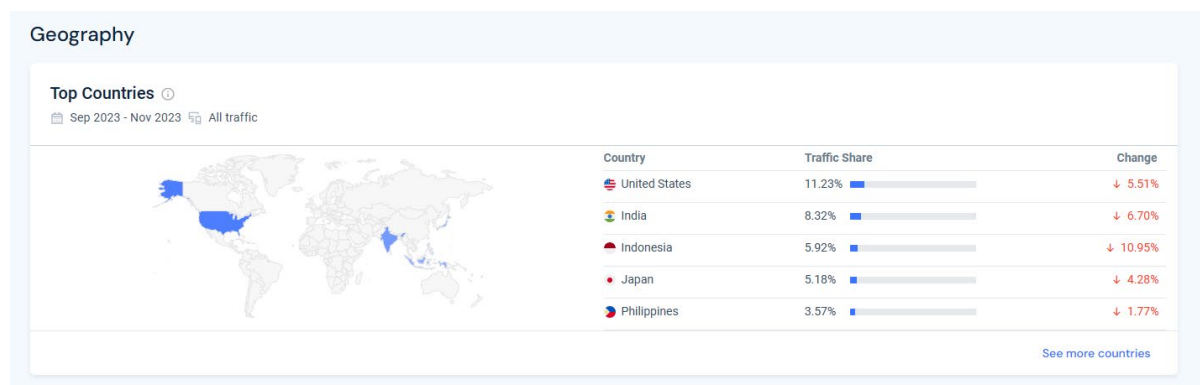 Geography
Top Countries
Sep 2023 - Nov 2023 All traffic
Country Traffic Share Change
United States 11.23% ↓ 5.51%
India 8.32% ↓ 6.70%
Indonesia 5.92% ↓ 10.95%
Japan 5.18% ↓ 4.28%
Philippines 3.57% ↓ 1.77%
See more countries